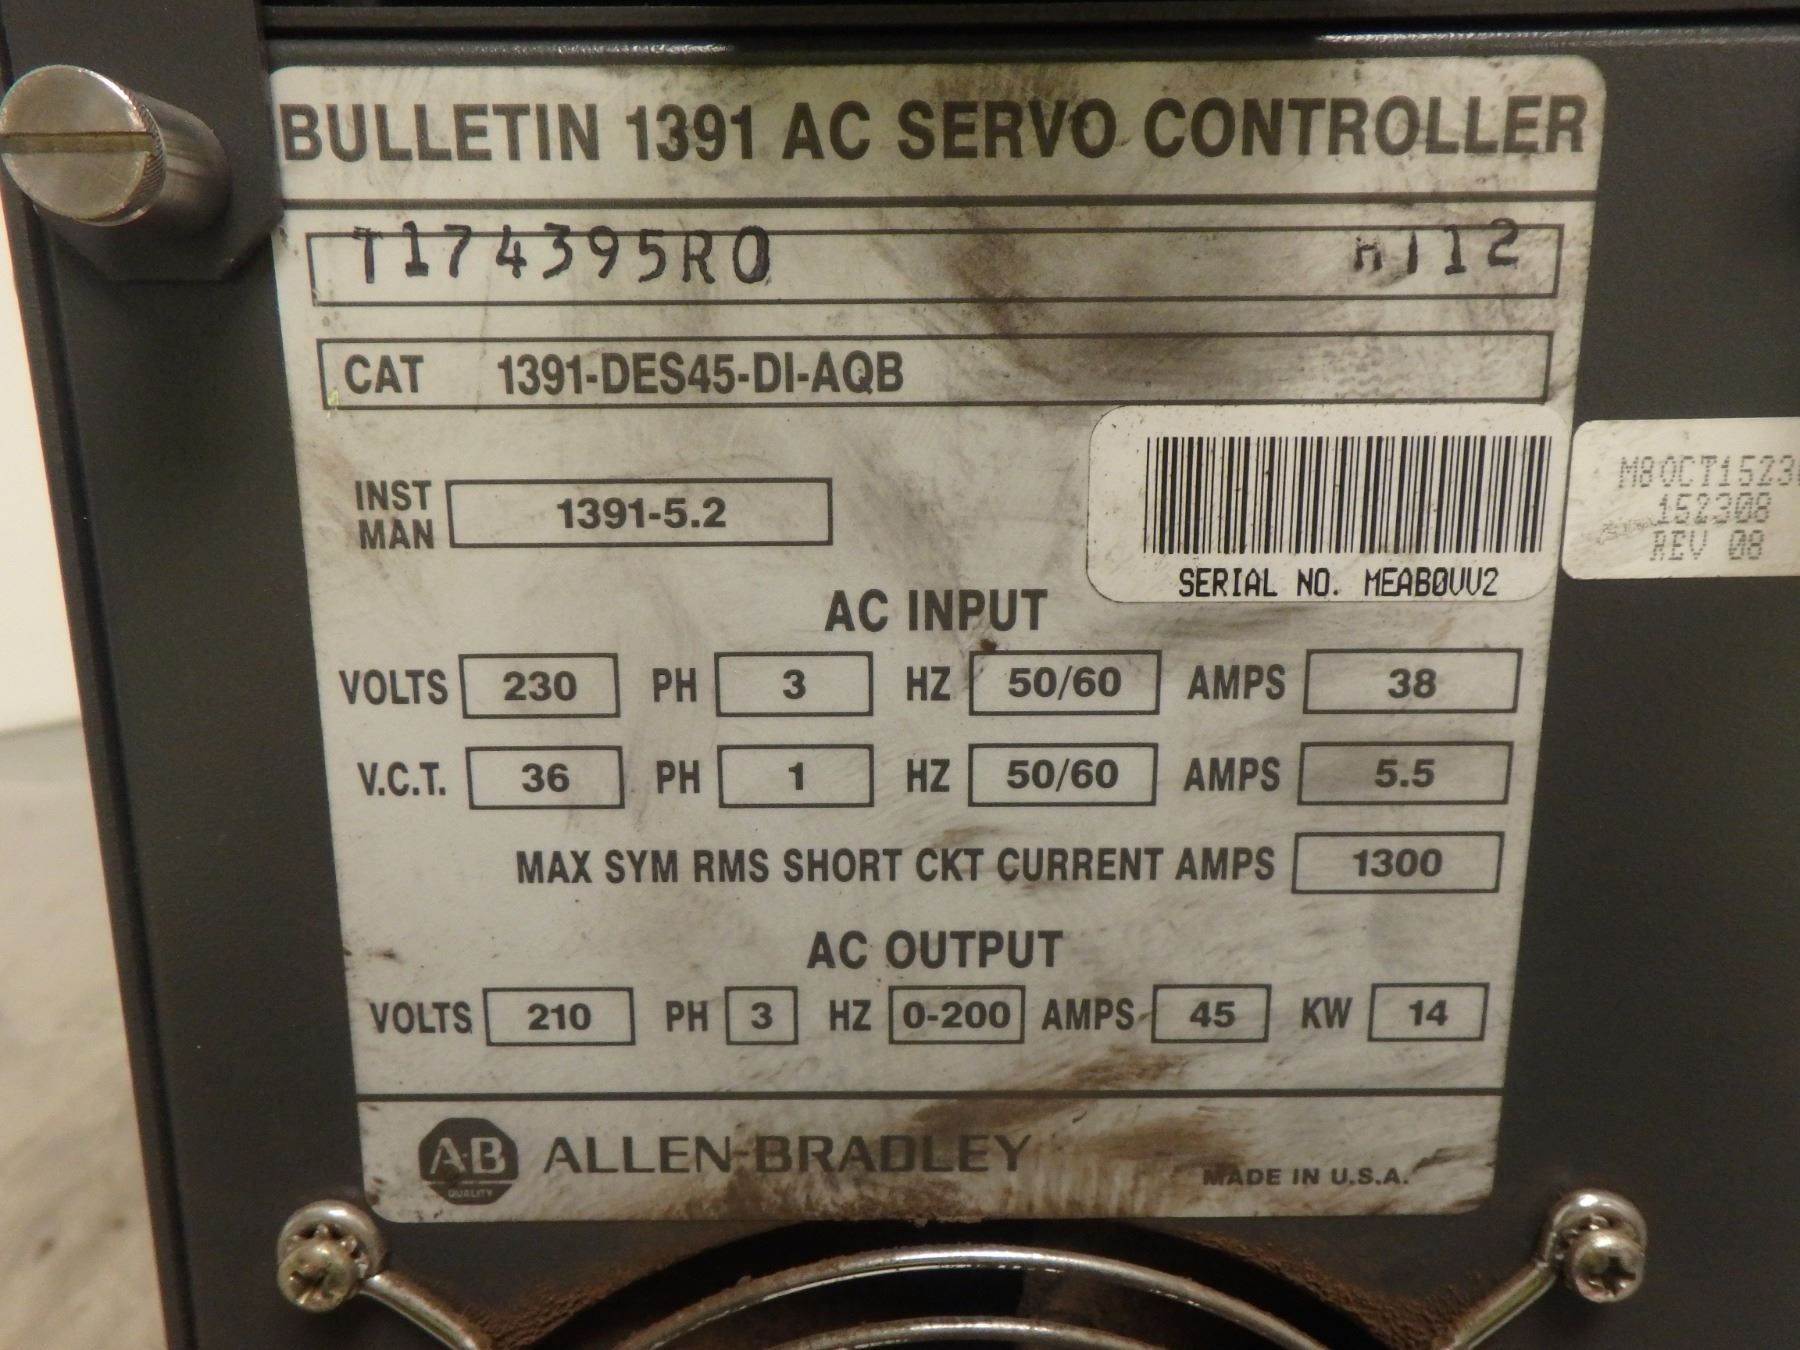 BULLETIN 1391 AC SERVO CONTROLLER
T174395R0
CAT 1391-DES45-DI-AQB
INST MAN 1391-5.2
SERIAL NO. MEAB0VV2
152308
REV 08
AC INPUT
VOLTS 230 PH 3 HZ 50/60 AMPS 38
V.C.T. 36 PH 1 HZ 50/60 AMPS 5.5
MAX SYM RMS SHORT CKT CURRENT AMPS 1300
AC OUTPUT
VOLTS 210 PH 3 HZ 0-200 AMPS 45 KW 14
A-B QUALITY ALLEN-BRADLEY
MADE IN U.S.A.